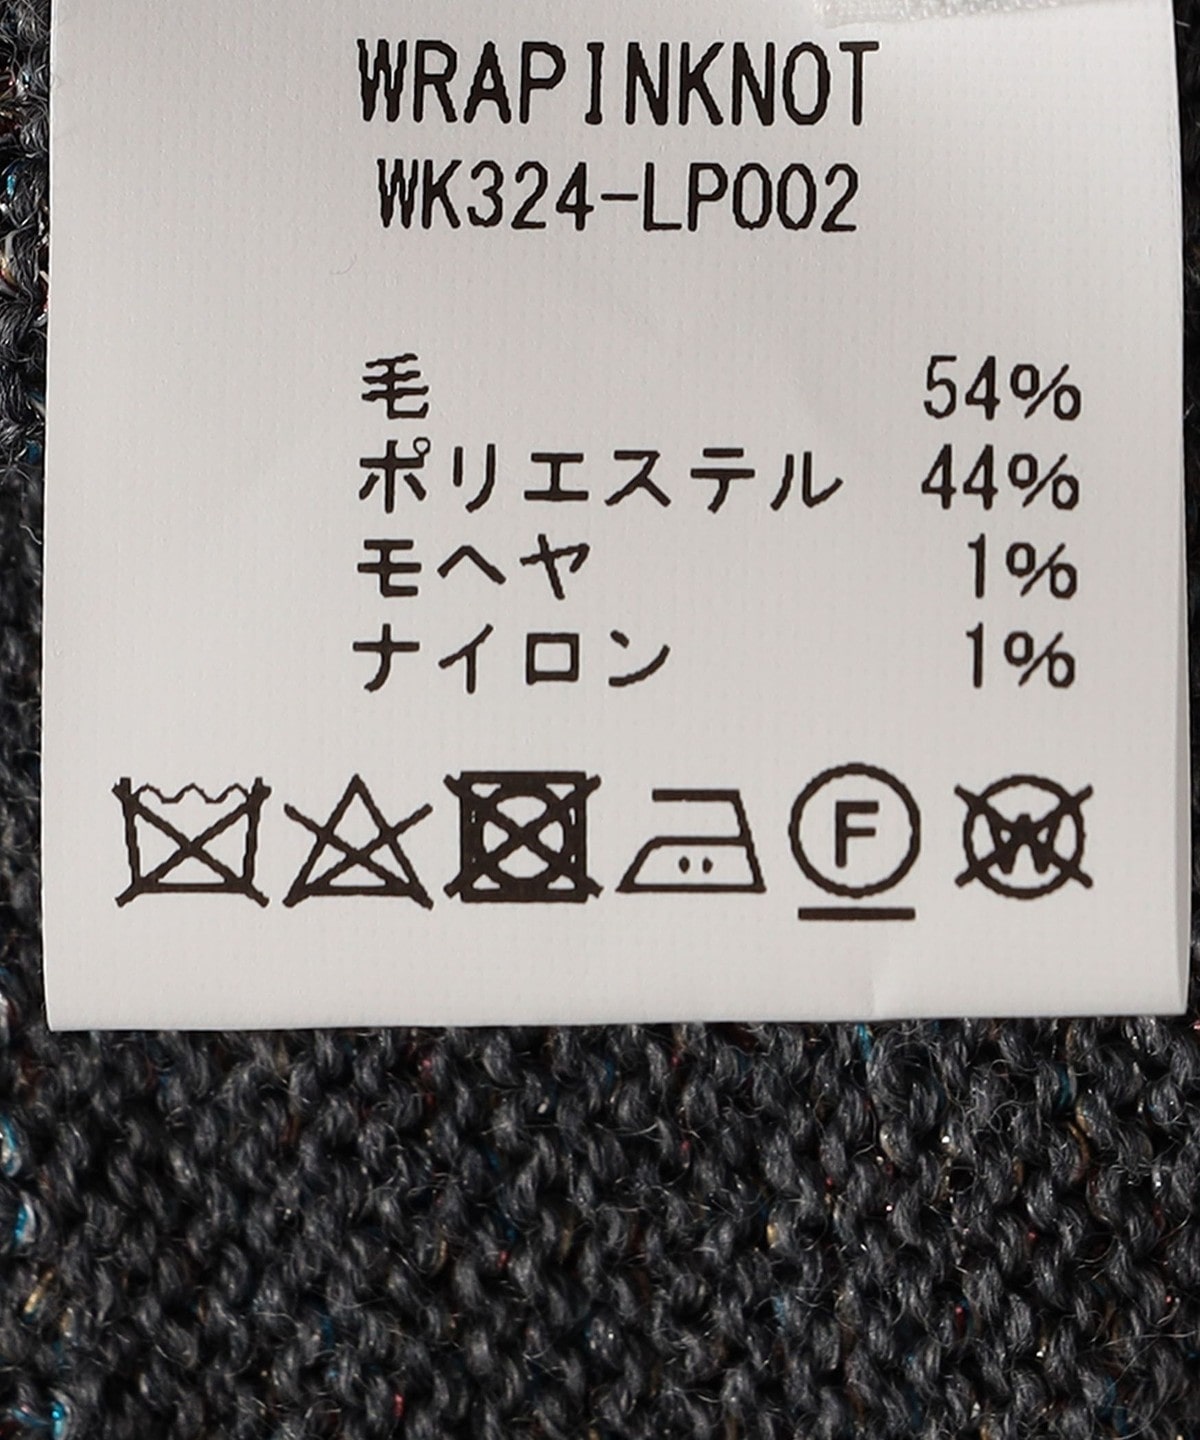 WRAPINKNOT
WK324-LP002
毛 54%
ポリエステル 44%
モヘヤ 1%
ナイロン 1%
F W